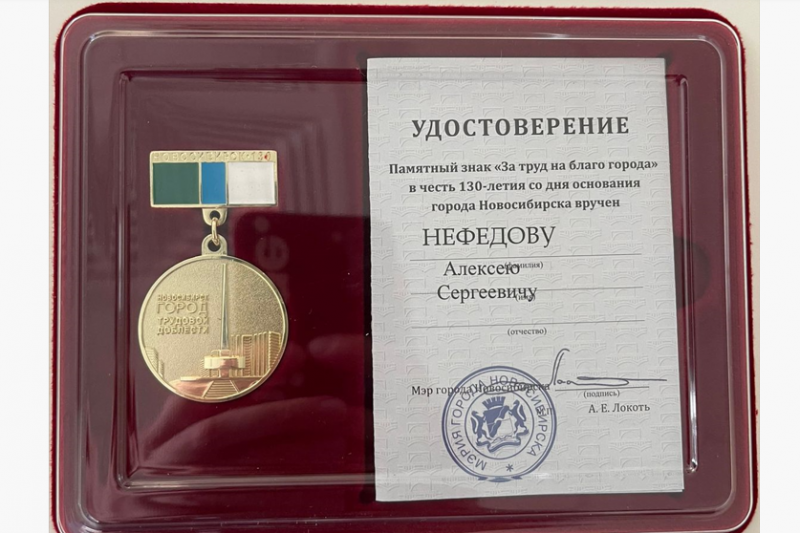 НОВОСИБИРСК·130
НОВОСИБИРСК
ГОРОД
ТРУДОВОЙ
ДОБЛЕСТИ
УДОСТОВЕРЕНИЕ
Памятный знак «За труд на благо города»
в честь 130-летия со дня основания
города Новосибирска вручен
НЕФЕДОВУ
(фамилия)
Алексею
Сергеевичу
(отчество)
Мэр города Новосибирска
(подпись)
А. Е. Локоть
МЭРИЯ ГОРОДА НОВОСИБИРСКА